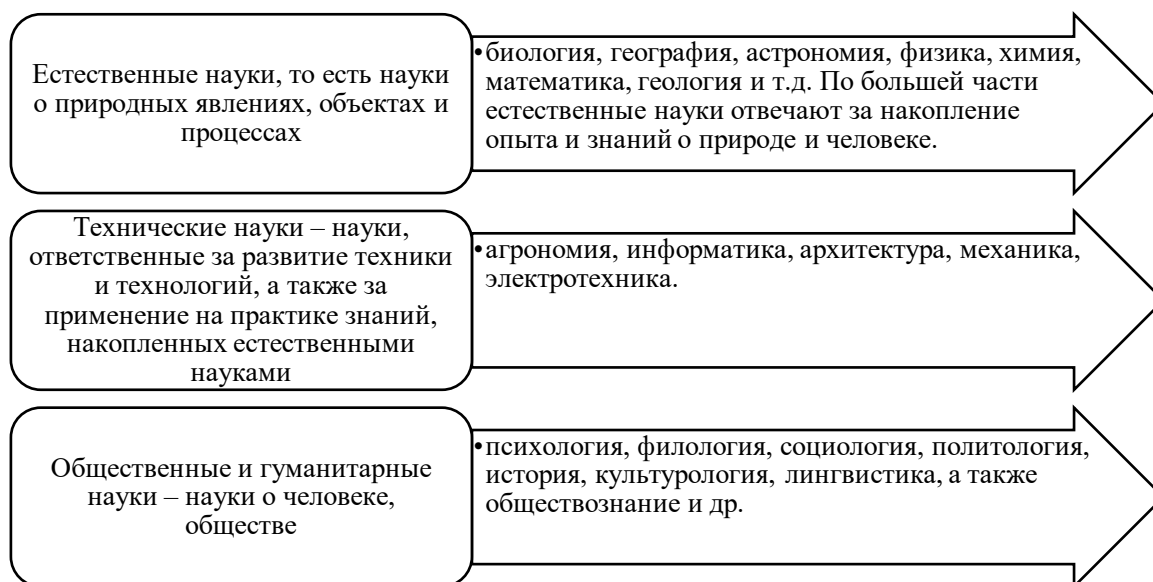 Естественные науки, то есть науки
о природных явлениях, объектах и
процессах
•биология, география, астрономия, физика, химия,
математика, геология и т.д. По большей части
естественные науки отвечают за накопление
опыта и знаний о природе и человеке.
Технические науки – науки,
ответственные за развитие техники
и технологий, а также за
применение на практике знаний,
накопленных естественными
науками
•агрономия, информатика, архитектура, механика,
электротехника.
Общественные и гуманитарные
науки – науки о человеке,
обществе
•психология, филология, социология, политология,
история, культурология, лингвистика, а также
обществознание и др.